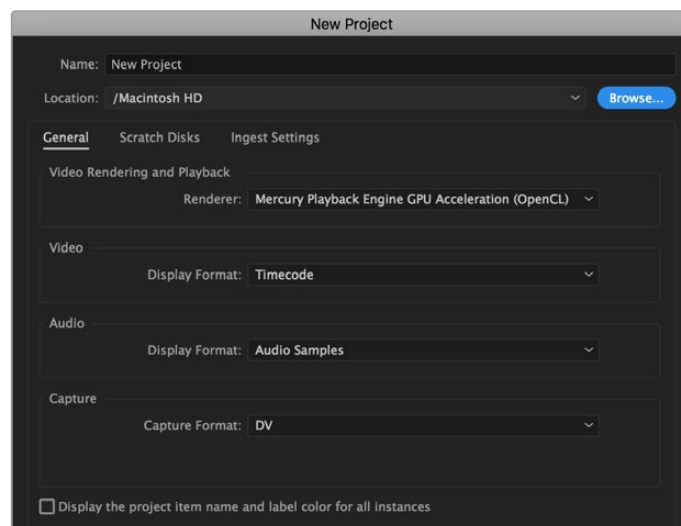 New Project
Name: New Project
Location: /Macintosh HD Browse...
General Scratch Disks Ingest Settings
Video Rendering and Playback
Renderer: Mercury Playback Engine GPU Acceleration (OpenCL)
Video
Display Format: Timecode
Audio
Display Format: Audio Samples
Capture
Capture Format: DV
Display the project item name and label color for all instances